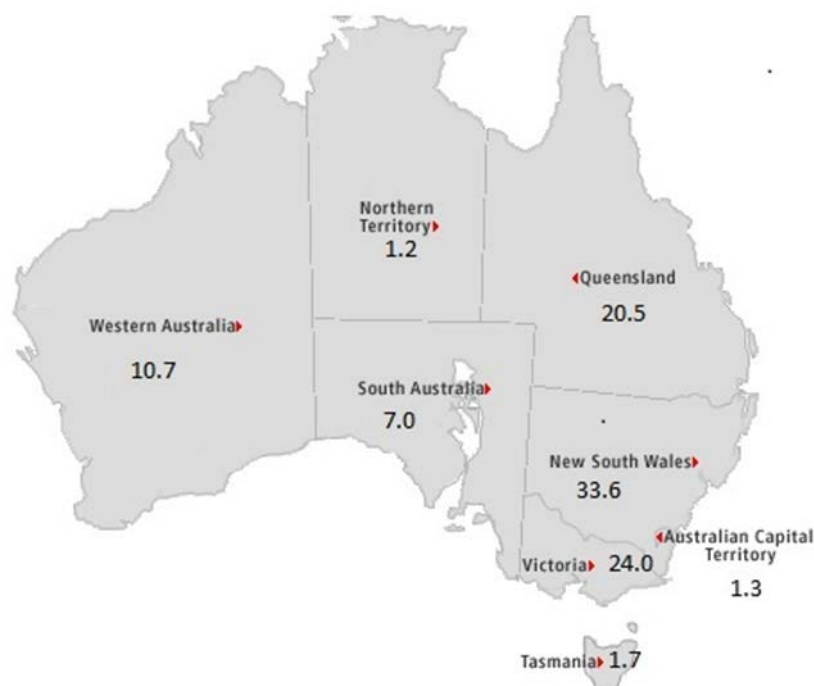 Northern
Territory
1.2
Queensland
20.5
Western Australia
10.7
South Australia
7.0
New South Wales
33.6
Australian Capital
Territory
1.3
Victoria 24.0
Tasmania 1.7